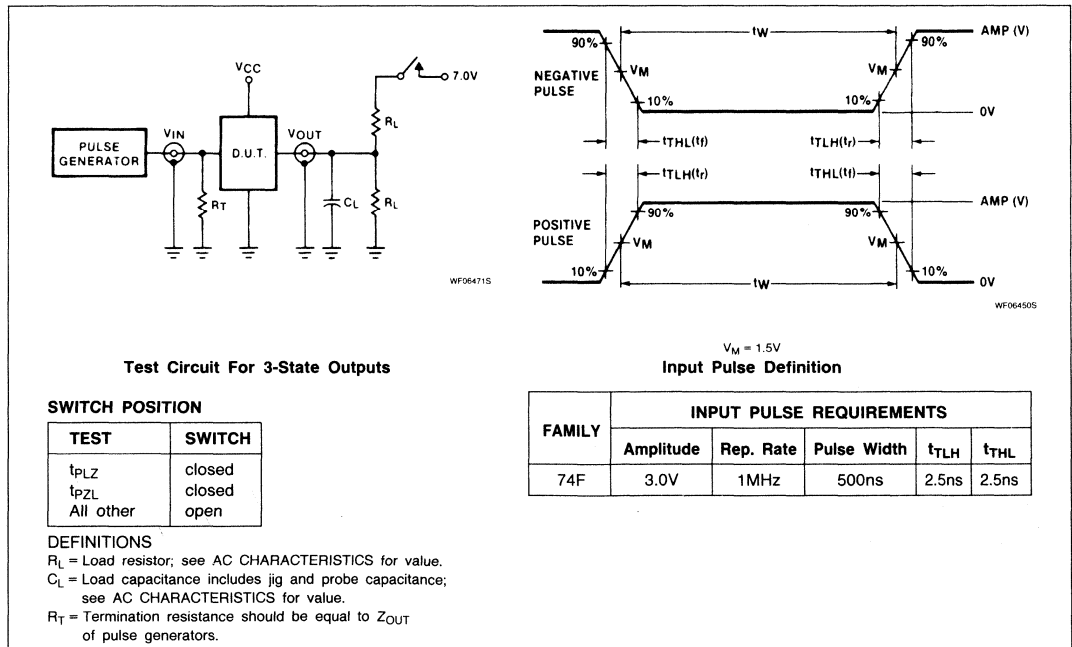 VCC
7.0V
RL
PULSE GENERATOR
VIN
D.U.T.
VOUT
RT
CL
RL
WF06471S
Test Circuit For 3-State Outputs
SWITCH POSITION
TEST SWITCH
tPLZ closed
tPZL closed
All other open
DEFINITIONS
RL = Load resistor; see AC CHARACTERISTICS for value.
CL = Load capacitance includes jig and probe capacitance;
see AC CHARACTERISTICS for value.
RT = Termination resistance should be equal to ZOUT
of pulse generators.
90% tW 90% AMP (V)
NEGATIVE
PULSE
VM VM
10% 10% 0V
tTHL(tf) tTLH(tr)
tTLH(tr) tTHL(tf)
AMP (V)
90% 90%
POSITIVE
PULSE
VM VM
10% tW 10% 0V
WF06450S
VM = 1.5V
Input Pulse Definition
FAMILY INPUT PULSE REQUIREMENTS
Amplitude Rep. Rate Pulse Width tTLH tTHL
74F 3.0V 1MHz 500ns 2.5ns 2.5ns